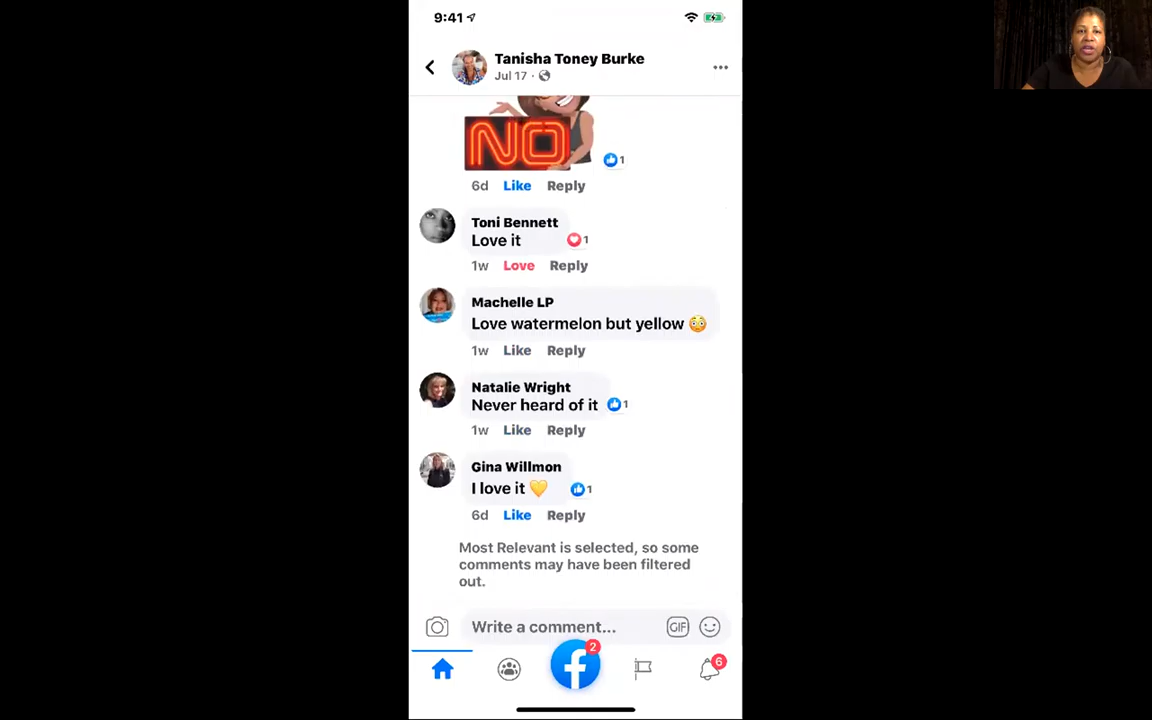 9:41
Tanisha Toney Burke
Jul 17 ·
NO
1
6d Like Reply
Toni Bennett
Love it
1
1w Love Reply
Machelle LP
Love watermelon but yellow 😳
1w Like Reply
Natalie Wright
Never heard of it
1
1w Like Reply
Gina Willmon
I love it 💛
1
6d Like Reply
Most Relevant is selected, so some
comments may have been filtered
out.
Write a comment...
GIF
2
6